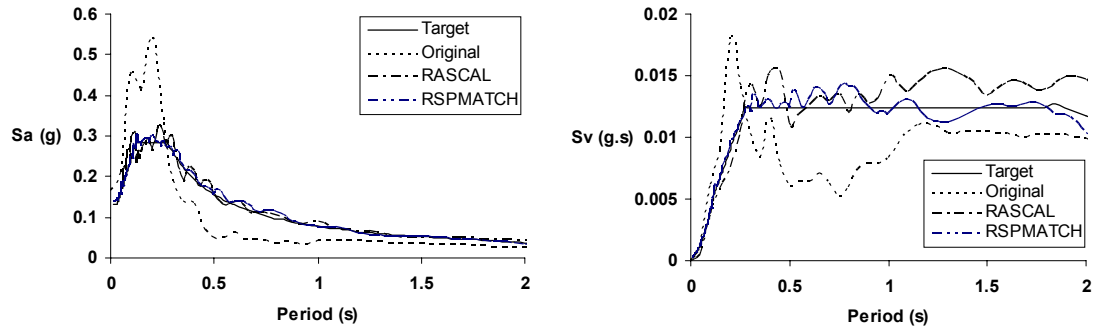 0.6
0.5
0.4
0.3
0.2
0.1
0
Sa (g)
0 0.5 1 1.5 2
Period (s)
Target
Original
RASCAL
RSPMATCH
0.02
0.015
0.010
0.005
0
Sv (g.s)
0 0.5 1 1.5 2
Period (s)
Target
Original
RASCAL
RSPMATCH